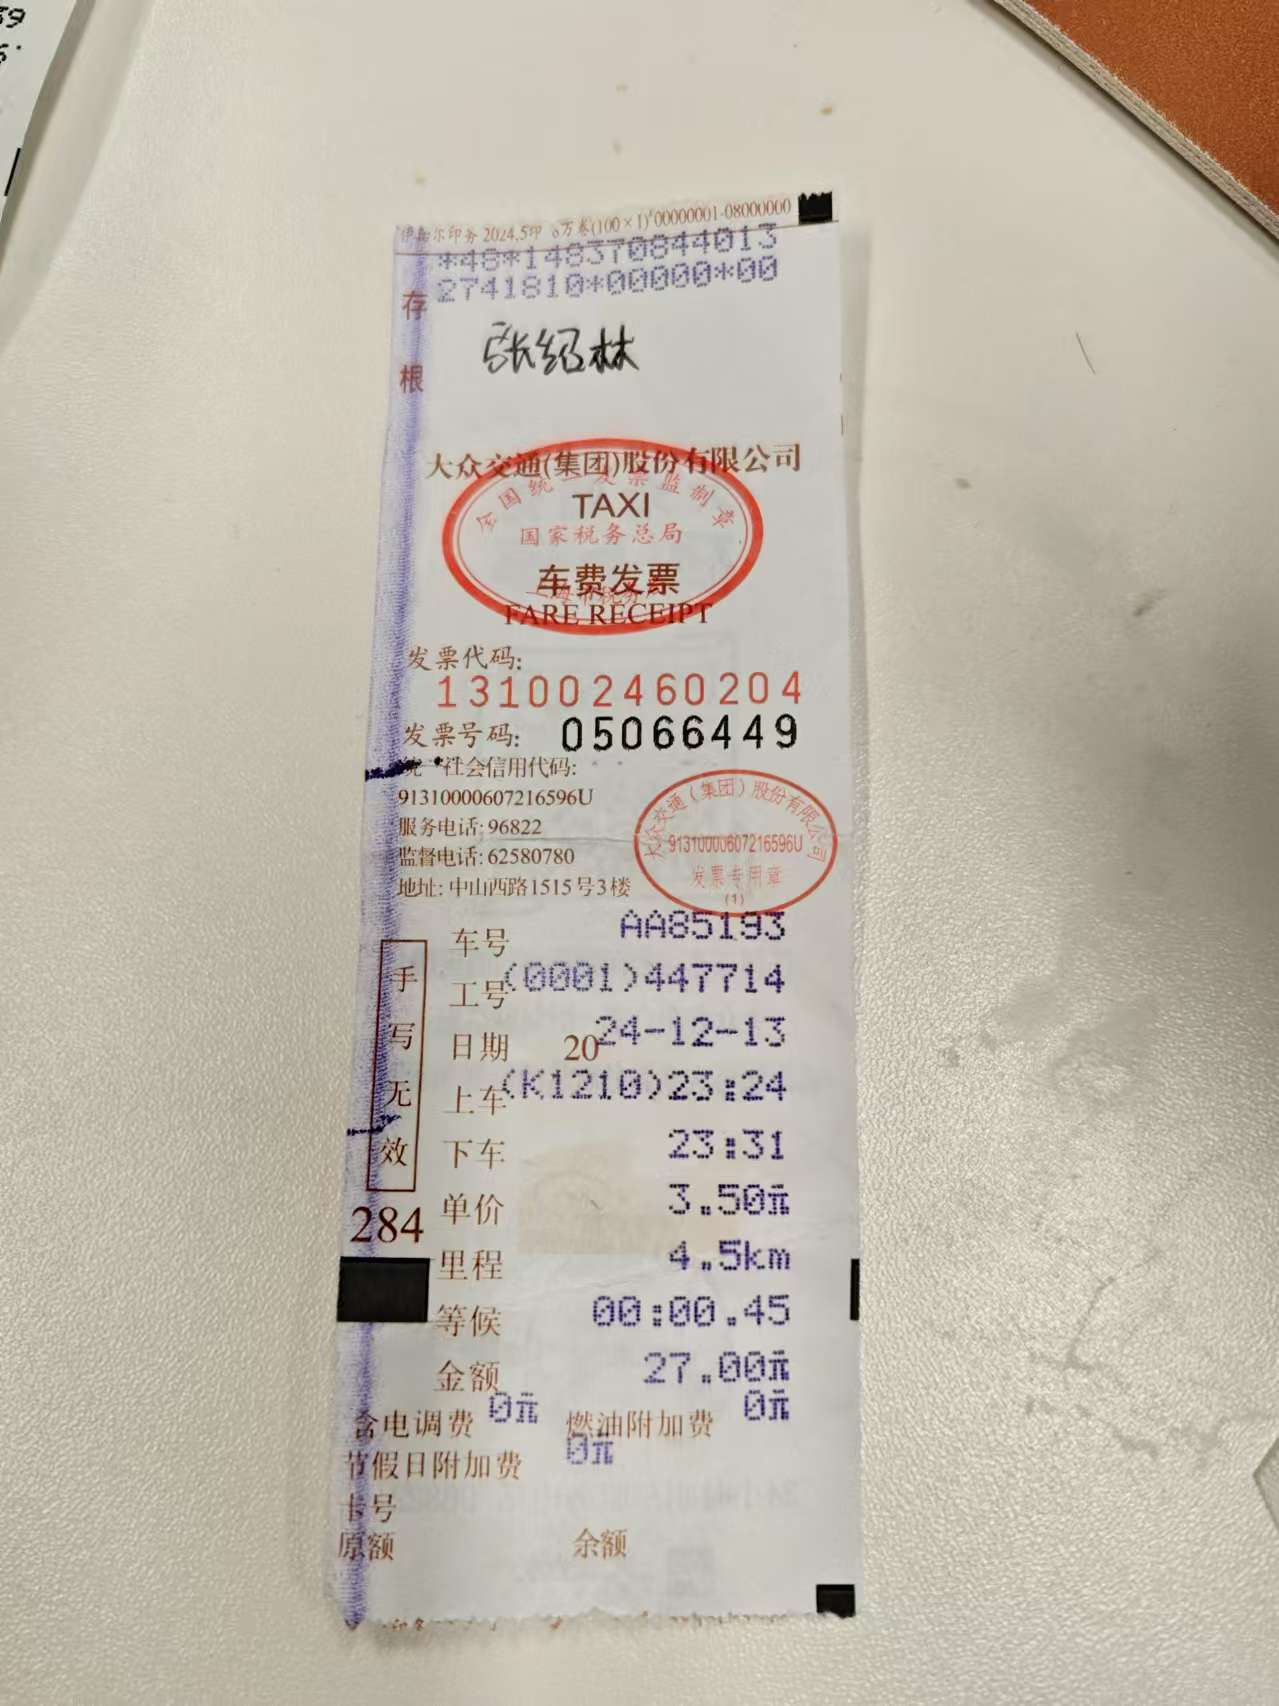 印务 2024.5印 6万卷(100×1) 00000001-08000000
*48*148370844013
2741810*00000*00
存根
张绍林
大众交通(集团)股份有限公司
全国统一发票监制章
TAXI
国家税务总局
车费发票
FARE RECEIPT
发票代码:
131002460204
发票号码: 05066449
统一社会信用代码:
91310000607216596U
服务电话: 96822
监督电话: 62580780
地址: 中山西路1515号3楼
大众交通(集团)股份有限公司
91310000607216596U
发票专用章
(1)
手写无效
车号 AA85193
工号 (0001)447714
日期 2024-12-13
上车 (K1210)23:24
下车 23:31
单价 3.50元
284
里程 4.5km
等候 00:00.45
金额 27.00元
含电调费 0元 燃油附加费 0元
节假日附加费 0元
卡号
原额 余额